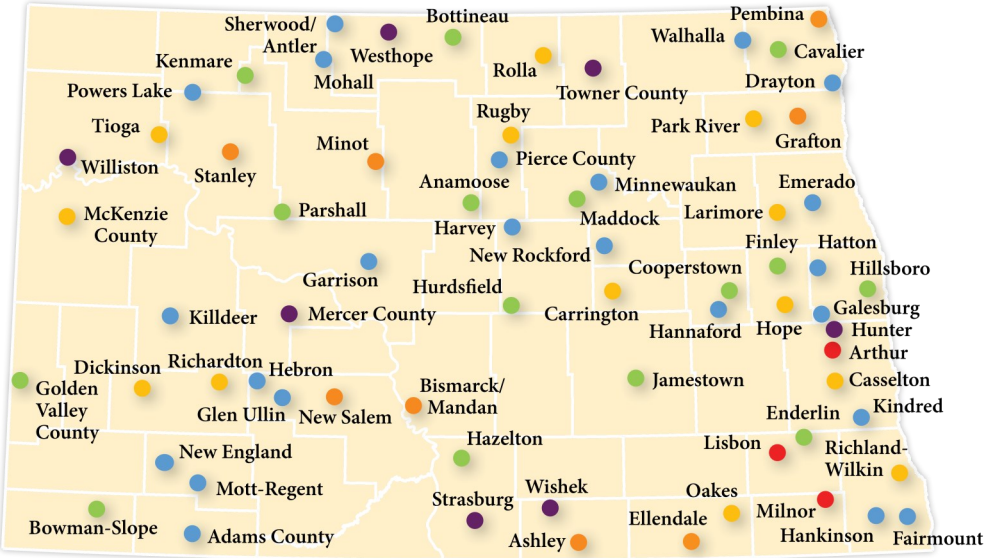 Sherwood/
Antler
Westhope
Bottineau
Pembina
Walhalla
Cavalier
Kenmare
Mohall
Rolla
Towner County
Drayton
Powers Lake
Tioga
Rugby
Park River
Grafton
Williston
Stanley
Minot
Pierce County
Anamoose
Minnewaukan
Emerado
McKenzie
County
Parshall
Maddock
Larimore
Harvey
New Rockford
Finley
Hatton
Garrison
Hurdsfield
Cooperstown
Hillsboro
Killdeer
Mercer County
Carrington
Hannaford
Hope
Galesburg
Hunter
Arthur
Dickinson
Richardton
Hebron
Golden
Valley
County
Glen Ullin
New Salem
Bismarck/
Mandan
Jamestown
Casselton
Enderlin
Kindred
Hazelton
Lisbon
Richland-
Wilkin
New England
Mott-Regent
Strasburg
Wishek
Oakes
Milnor
Bowman-Slope
Adams County
Ashley
Ellendale
Hankinson
Fairmount